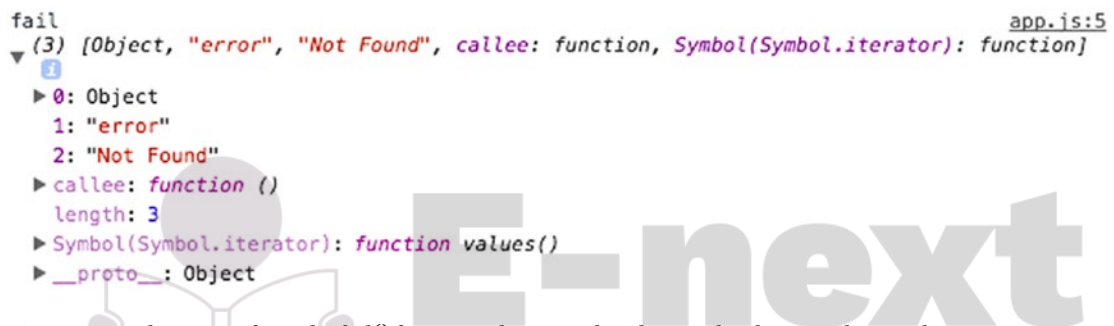 fail app.js:5
▼ (3) [Object, "error", "Not Found", callee: function, Symbol(Symbol.iterator): function]
i
▶ 0: Object
1: "error"
2: "Not Found"
▶ callee: function ()
length: 3
▶ Symbol(Symbol.iterator): function values()
▶ __proto__: Object
E-next